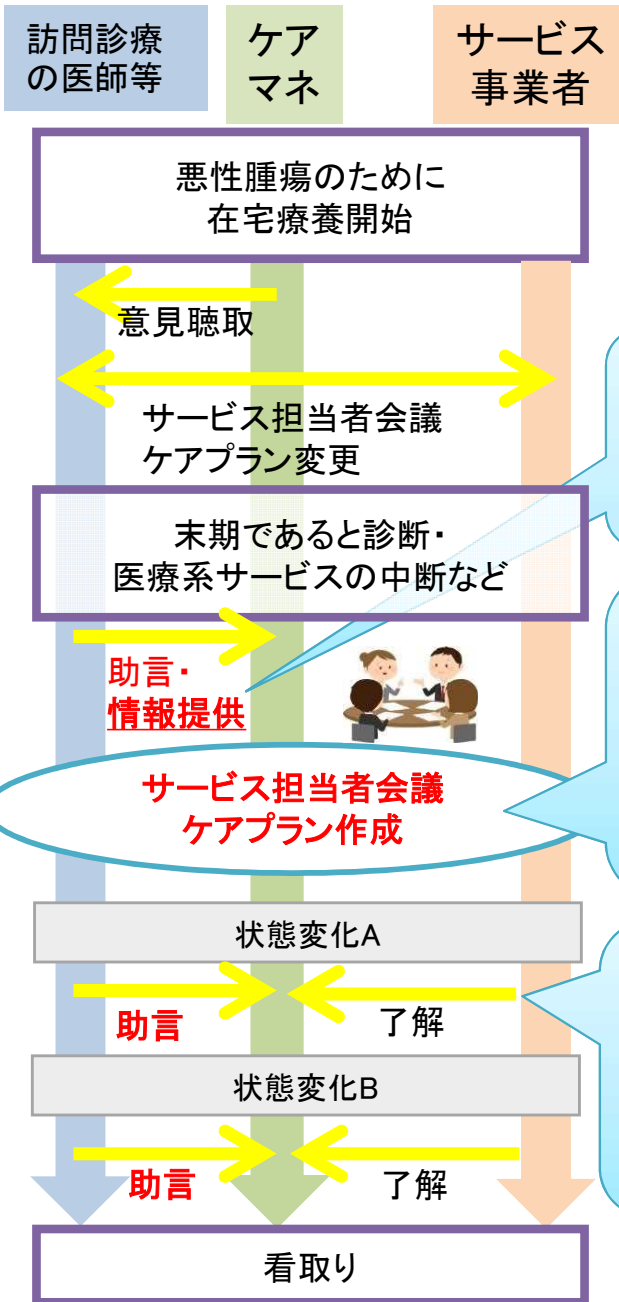 訪問診療
の医師等
ケア
マネ
サービス
事業者
悪性腫瘍のために
在宅療養開始
意見聴取
サービス担当者会議
ケアプラン変更
末期であると診断・
医療系サービスの中断など
助言・
情報提供
サービス担当者会議
ケアプラン作成
状態変化A
助言
了解
状態変化B
助言
了解
看取り